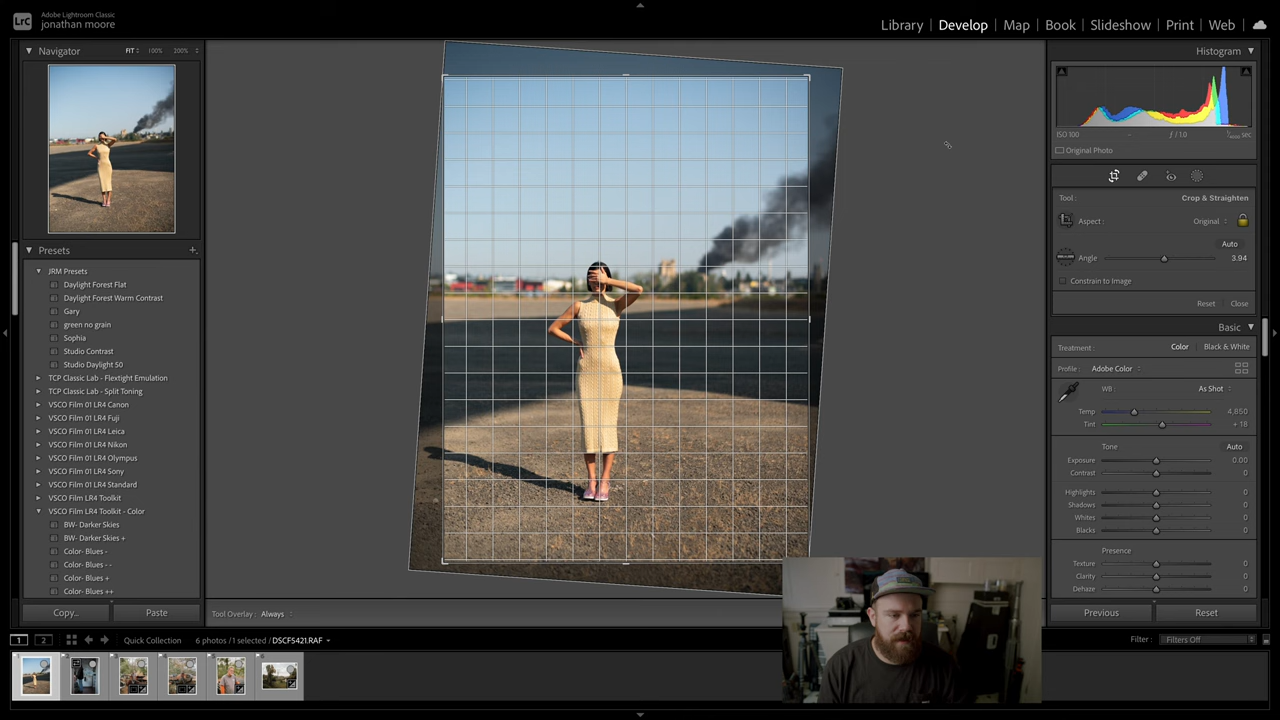 Adobe Lightroom Classic
LrC
jonathan moore
Library | Develop | Map | Book | Slideshow | Print | Web
Navigator
FIT
100%
200%
Presets
+
JRM Presets
Daylight Forest Flat
Daylight Forest Warm Contrast
Gary
green no grain
Sophia
Studio Contrast
Studio Daylight 50
TCP Classic Lab - Flextight Emulation
TCP Classic Lab - Split Toning
VSCO Film 01 LR4 Canon
VSCO Film 01 LR4 Fuji
VSCO Film 01 LR4 Leica
VSCO Film 01 LR4 Nikon
VSCO Film 01 LR4 Olympus
VSCO Film 01 LR4 Sony
VSCO Film 01 LR4 Standard
VSCO Film LR4 Toolkit
VSCO Film LR4 Toolkit - Color
BW- Darker Skies
BW- Darker Skies +
Color- Blues -
Color- Blues - -
Color- Blues +
Color- Blues ++
Copy...
Paste
Tool Overlay: Always
Histogram
ISO 100
-
ƒ / 1.0
sec
Original Photo
Tool :
Crop & Straighten
Aspect :
Original
Auto
Angle
3.94
Constrain to Image
Reset
Close
Basic
Treatment :
Color
Black & White
Profile :
Adobe Color
WB :
As Shot
Temp
4,850
Tint
+ 18
Tone
Auto
Exposure
0.00
Contrast
0
Highlights
0
Shadows
0
Whites
0
Blacks
0
Presence
Texture
0
Clarity
0
Dehaze
0
Previous
Reset
1
2
Quick Collection
6 photos / 1 selected / DSCF5421.RAF
Filter :
Filters Off